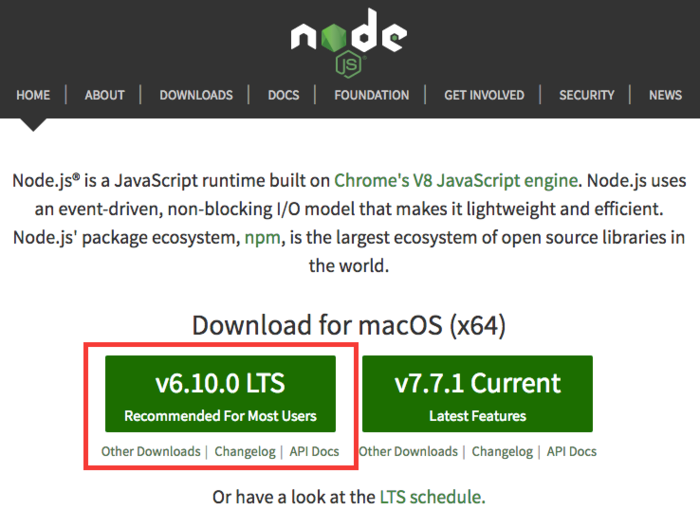 node
JS
HOME | ABOUT | DOWNLOADS | DOCS | FOUNDATION | GET INVOLVED | SECURITY | NEWS
Node.js® is a JavaScript runtime built on Chrome's V8 JavaScript engine. Node.js uses
an event-driven, non-blocking I/O model that makes it lightweight and efficient.
Node.js' package ecosystem, npm, is the largest ecosystem of open source libraries in
the world.
Download for macOS (x64)
v6.10.0 LTS
Recommended For Most Users
Other Downloads | Changelog | API Docs
v7.7.1 Current
Latest Features
Other Downloads | Changelog | API Docs
Or have a look at the LTS schedule.